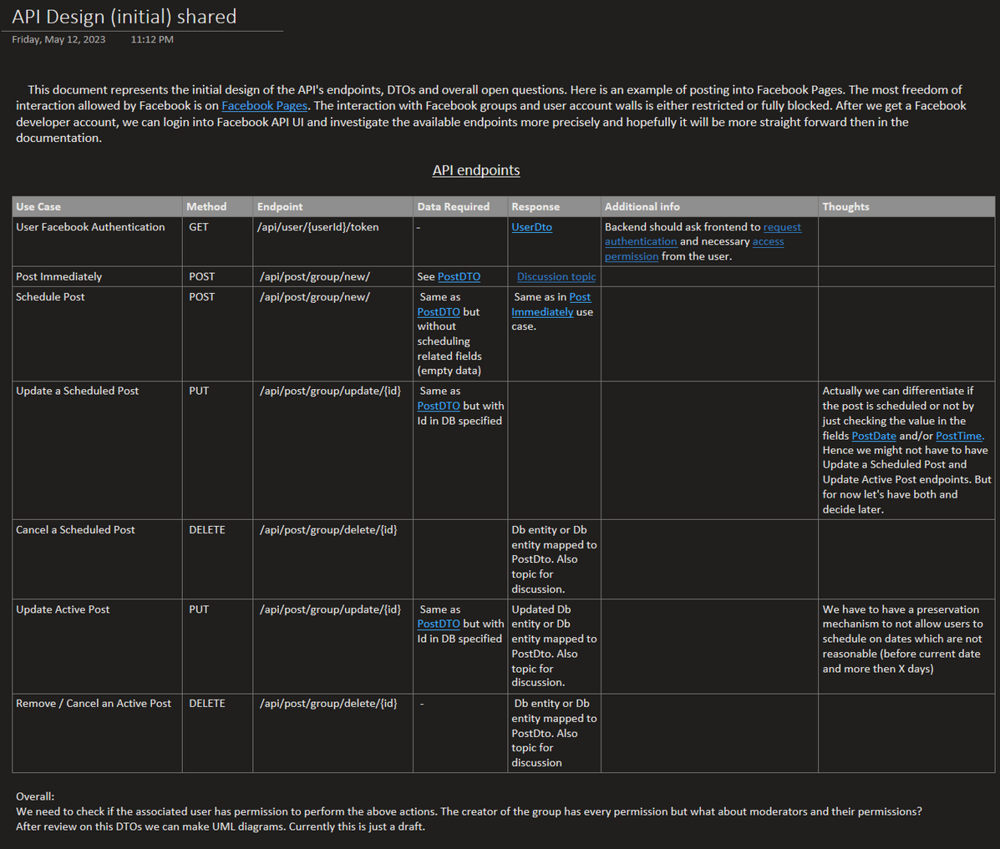 API Design (initial) shared
Friday, May 12, 2023 11:12 PM
This document represents the initial design of the API's endpoints, DTOs and overall open questions. Here is an example of posting into Facebook Pages. The most freedom of
interaction allowed by Facebook is on Facebook Pages. The interaction with Facebook groups and user account walls is either restricted or fully blocked. After we get a Facebook
developer account, we can login into Facebook API UI and investigate the available endpoints more precisely and hopefully it will be more straight forward then in the
documentation.
API endpoints
Use Case Method Endpoint Data Required Response Additional info Thoughts
User Facebook Authentication GET /api/user/{userId}/token - UserDto Backend should ask frontend to request
authentication and necessary access
permission from the user.
Post Immediately POST /api/post/group/new/ See PostDTO Discussion topic
Schedule Post POST /api/post/group/new/ Same as Same as in Post
PostDTO but Immediately use
without case.
scheduling
related fields
(empty data)
Update a Scheduled Post PUT /api/post/group/update/{id} Same as Actually we can differentiate if
PostDTO but with the post is scheduled or not by
Id in DB specified just checking the value in the
fields PostDate and/or PostTime.
Hence we might not have to have
Update a Scheduled Post and
Update Active Post endpoints. But
for now let's have both and
decide later.
Cancel a Scheduled Post DELETE /api/post/group/delete/{id} Db entity or Db
entity mapped to
PostDto. Also
topic for
discussion.
Update Active Post PUT /api/post/group/update/{id} Same as Updated Db We have to have a preservation
PostDTO but with entity or Db mechanism to not allow users to
Id in DB specified entity mapped to schedule on dates which are not
PostDto. Also reasonable (before current date
topic for and more then X days)
discussion.
Remove / Cancel an Active Post DELETE /api/post/group/delete/{id} - Db entity or Db
entity mapped to
PostDto. Also
topic for
discussion
Overall:
We need to check if the associated user has permission to perform the above actions. The creator of the group has every permission but what about moderators and their permissions?
After review on this DTOs we can make UML diagrams. Currently this is just a draft.